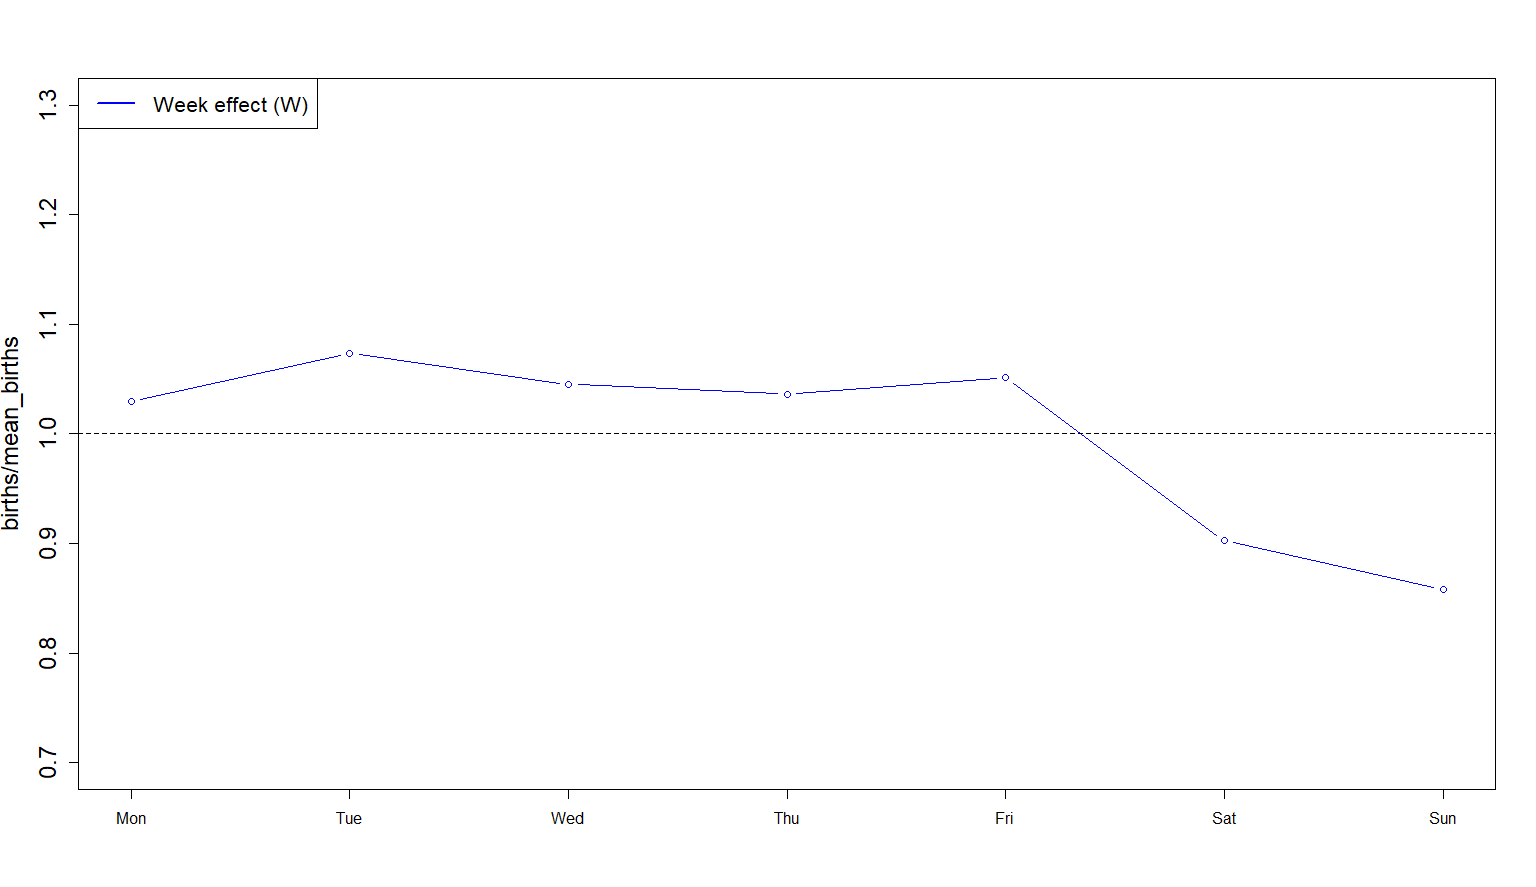 Week effect (W)
births/mean_births
1.3
1.2
1.1
1.0
0.9
0.8
0.7
Mon Tue Wed Thu Fri Sat Sun